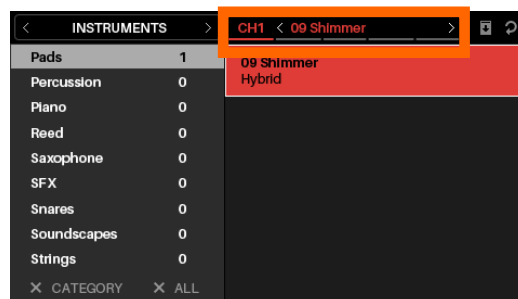 < INSTRUMENTS > CH1 < 09 Shimmer >
Pads 1
09 Shimmer
Percussion 0
Hybrid
Piano 0
Reed 0
Saxophone 0
SFX 0
Snares 0
Soundscapes 0
Strings 0
X CATEGORY X ALL